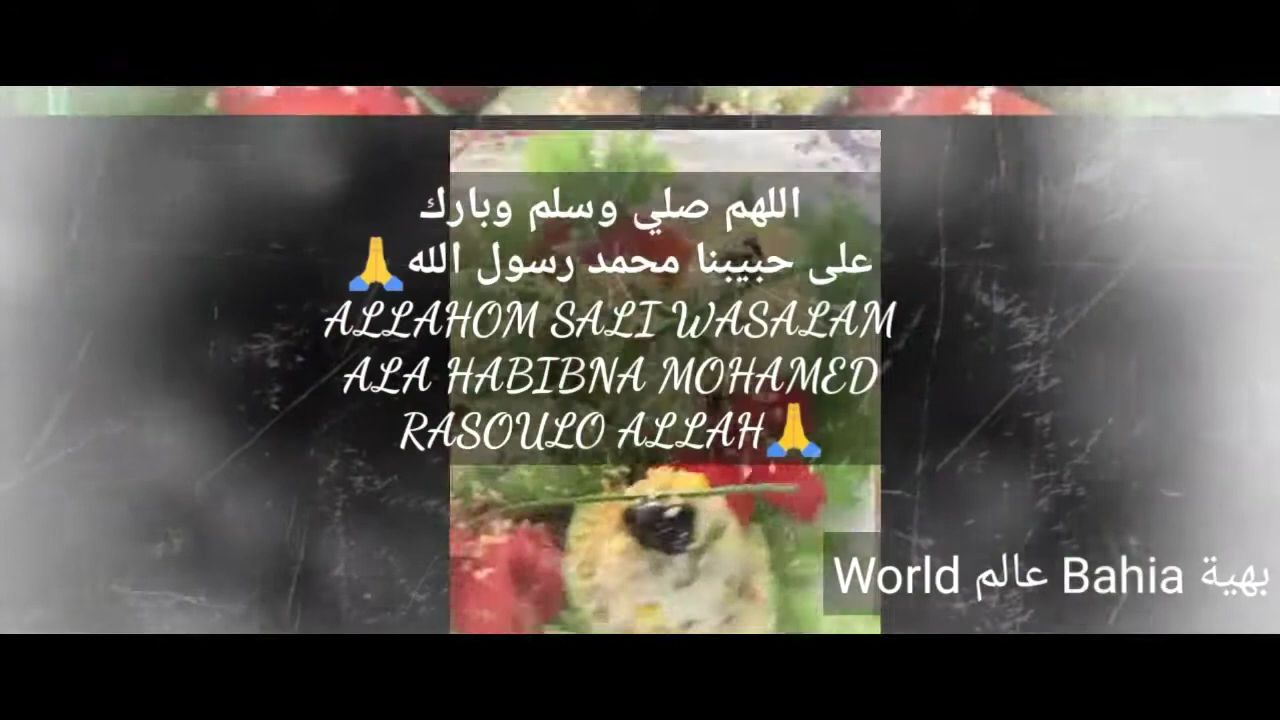 اللهم صلي وسلم وبارك
على حبيبنا محمد رسول الله🙏
ALLAHOM SALI WASALAM
ALA HABIBNA MOHAMED
RASOULO ALLAH🙏
World عالم Bahia بهية